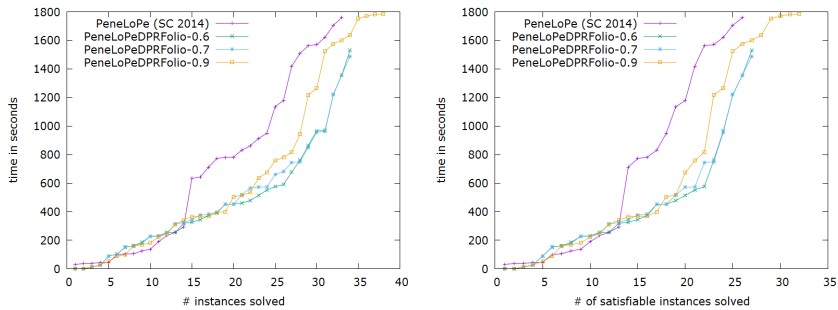 1800
1600
1400
1200
1000
800
600
400
200
0
time in seconds
PeneLoPe (SC 2014)
PeneLoPeDPRFolio-0.6
PeneLoPeDPRFolio-0.7
PeneLoPeDPRFolio-0.9
0 5 10 15 20 25 30 35 40
# instances solved
1800
1600
1400
1200
1000
800
600
400
200
0
time in seconds
PeneLoPe (SC 2014)
PeneLoPeDPRFolio-0.6
PeneLoPeDPRFolio-0.7
PeneLoPeDPRFolio-0.9
0 5 10 15 20 25 30 35
# of satisfiable instances solved